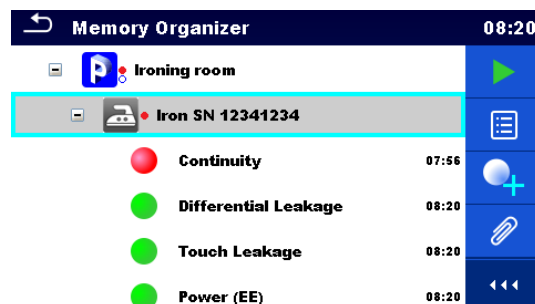 Memory Organizer 08:20
Ironing room
Iron SN 12341234
Continuity 07:56
Differential Leakage 08:20
Touch Leakage 08:20
Power (EE) 08:20